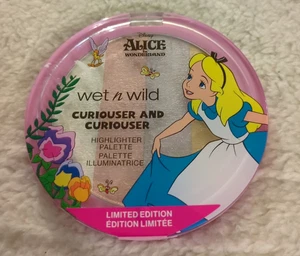 Disney
ALICE
IN
WONDERLAND
wet n wild
CURIOUSER AND
CURIOUSER
HIGHLIGHTER
PALETTE
PALETTE
ILLUMINATRICE
LIMITED EDITION
ÉDITION LIMITÉE